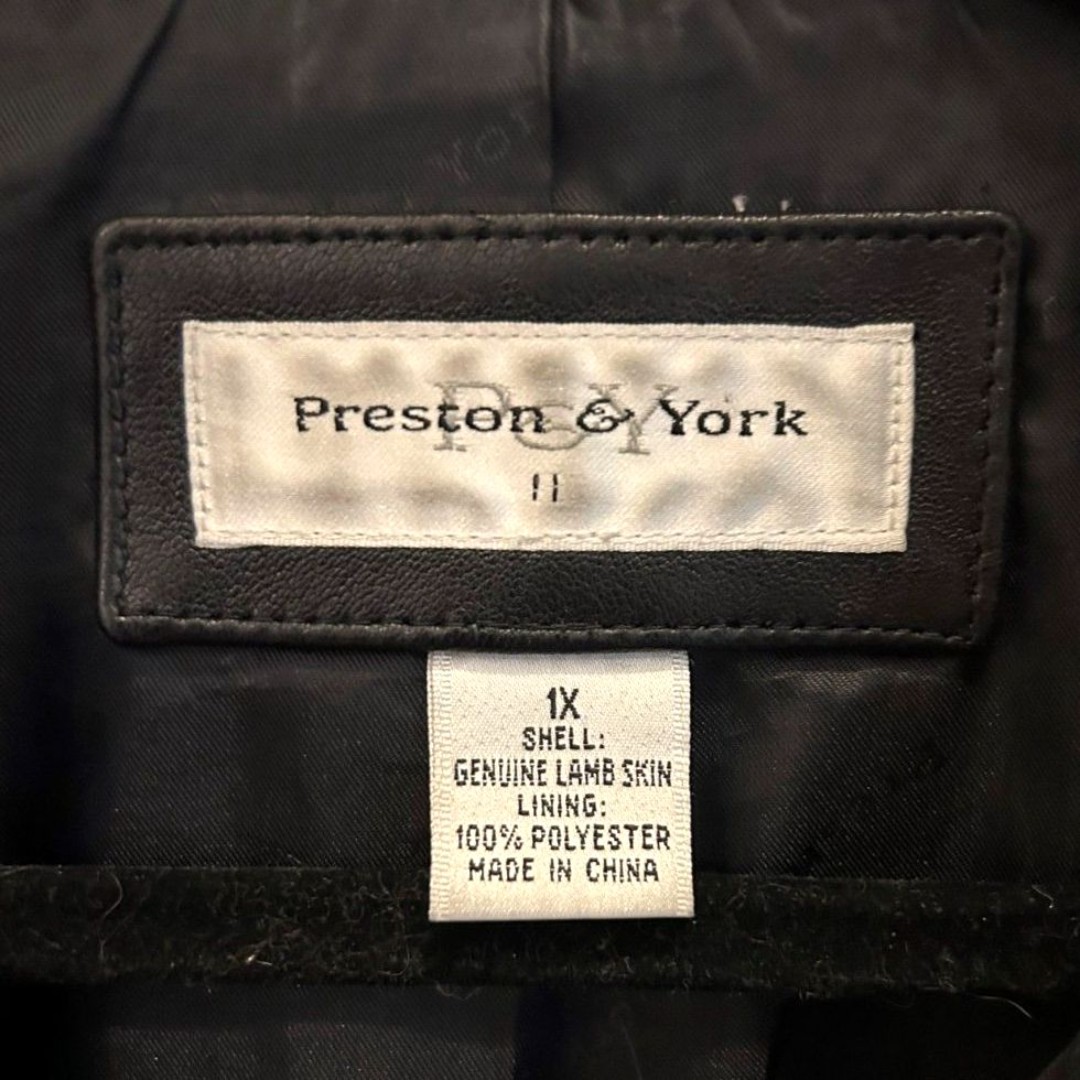 Preston & York
P&Y
II
1X
SHELL:
GENUINE LAMB SKIN
LINING:
100% POLYESTER
MADE IN CHINA